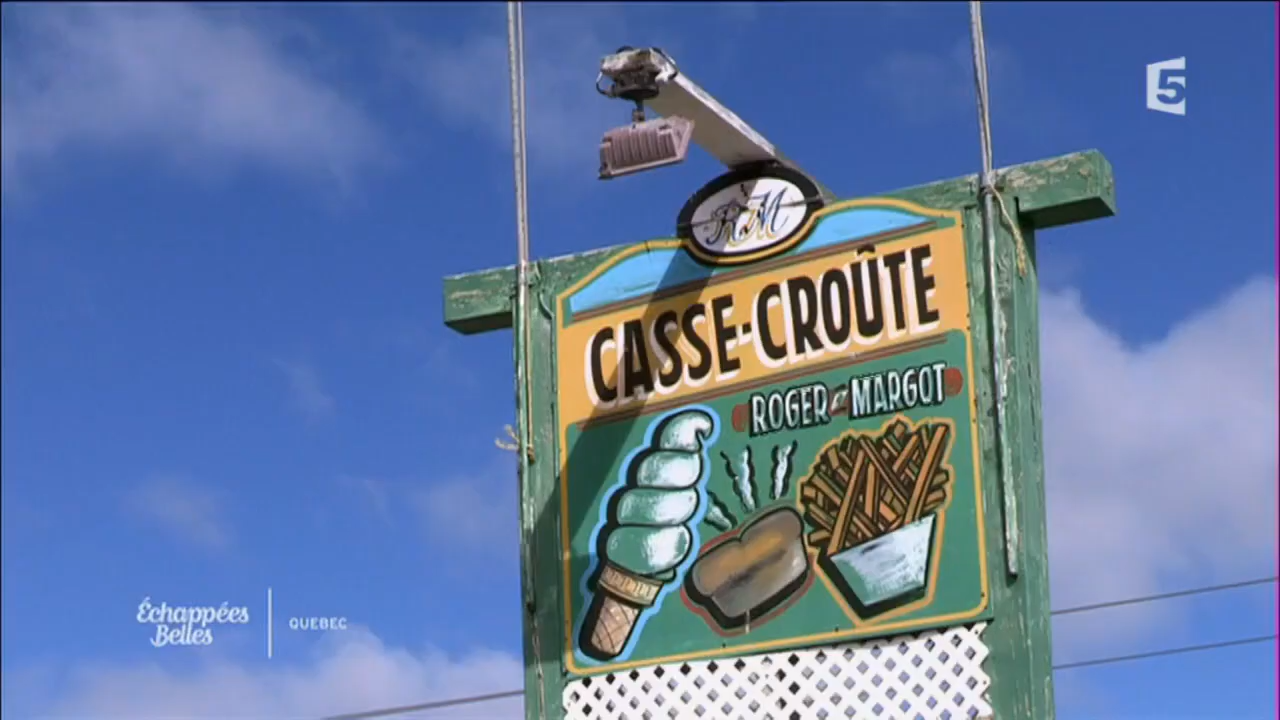 5
RM
CASSE-CROÛTE
ROGER ET MARGOT
Échappées
Belles
QUEBEC